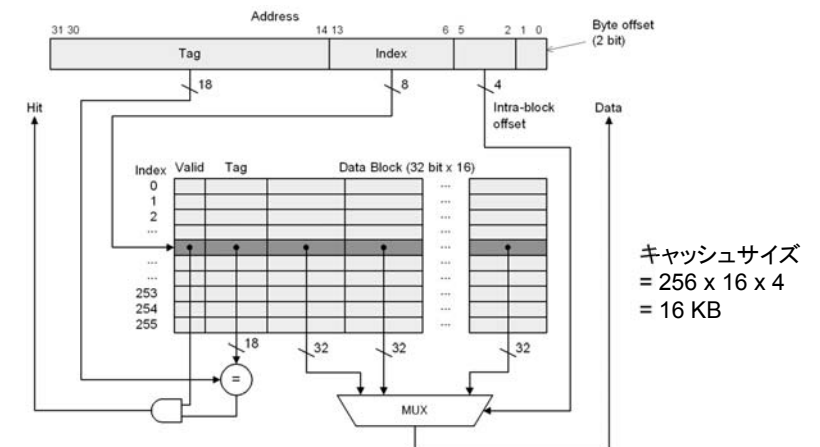 Address
31 30 14 13 6 5 2 1 0
Byte offset
(2 bit)
Tag Index
18 8 4
Hit Intra-block
offset Data
Index Valid Tag Data Block (32 bit x 16)
0 ...
1 ...
2 ...
... ...
...
... ...
... ...
253 ...
254 ...
255 ...
キャッシュサイズ
= 256 x 16 x 4
= 16 KB
18 32 32 32
=
MUX